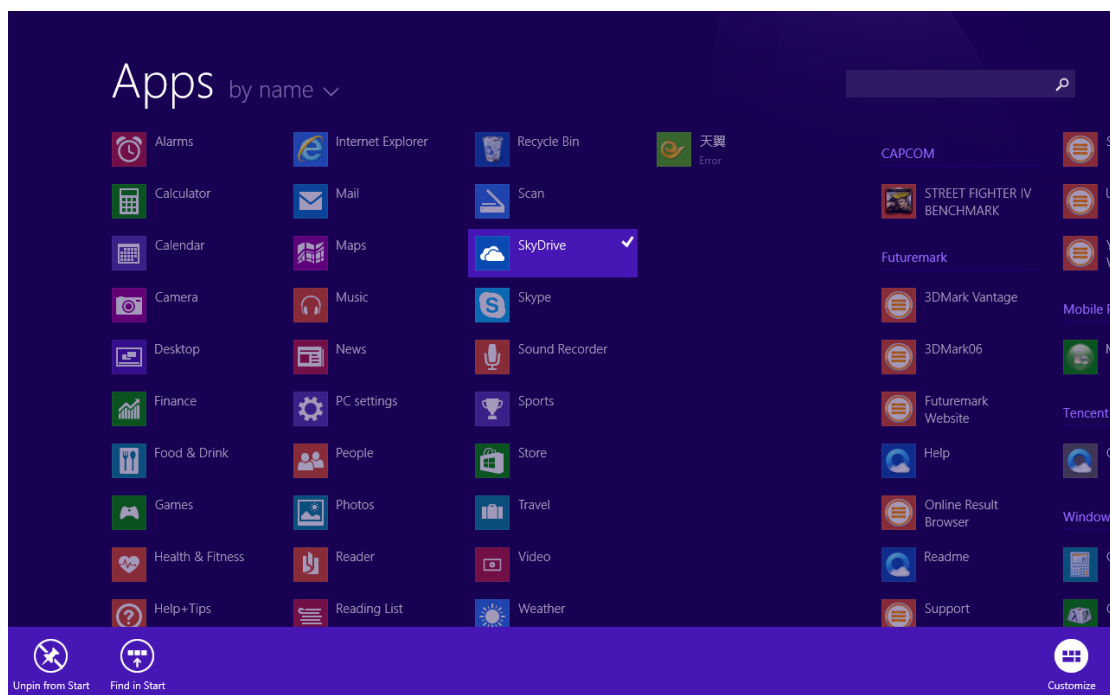 Apps by name
Alarms
Calculator
Calendar
Camera
Desktop
Finance
Food & Drink
Games
Health & Fitness
Help+Tips
Internet Explorer
Mail
Maps
Music
News
PC settings
People
Photos
Reader
Reading List
Recycle Bin
Scan
SkyDrive
Skype
Sound Recorder
Sports
Store
Travel
Video
Weather
天翼
Error
CAPCOM
STREET FIGHTER IV
BENCHMARK
Futuremark
3DMark Vantage
3DMark06
Futuremark
Website
Help
Online Result
Browser
Readme
Support
Mobile
Tencent
Window
Unpin from Start
Find in Start
Customize